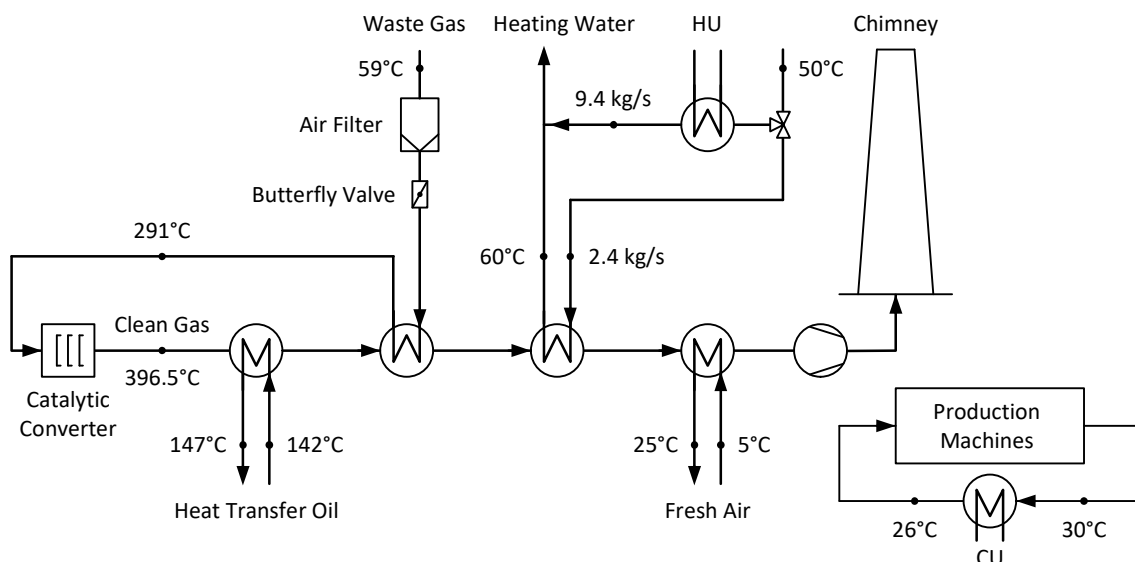 Waste Gas
Heating Water
HU
Chimney
59°C
50°C
9.4 kg/s
Air Filter
Butterfly Valve
291°C
60°C
2.4 kg/s
Clean Gas
396.5°C
Catalytic
Converter
Production
Machines
147°C
142°C
25°C
5°C
Heat Transfer Oil
Fresh Air
26°C
30°C
CU